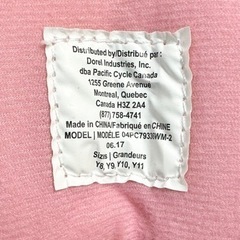 Distributed by/Distribué par :
Dorel Industries, Inc.
dba Pacific Cycle Canada
1255 Greene Avenue
Montreal, Quebec
Canada H3Z 2A4
(877) 758-4741
Made in CHINA/Fabriqué en CHINE
MODEL | MODÈLE 04PC793NWM-2
06.17
Sizes | Grandeurs
Y8, Y9, Y10, Y11